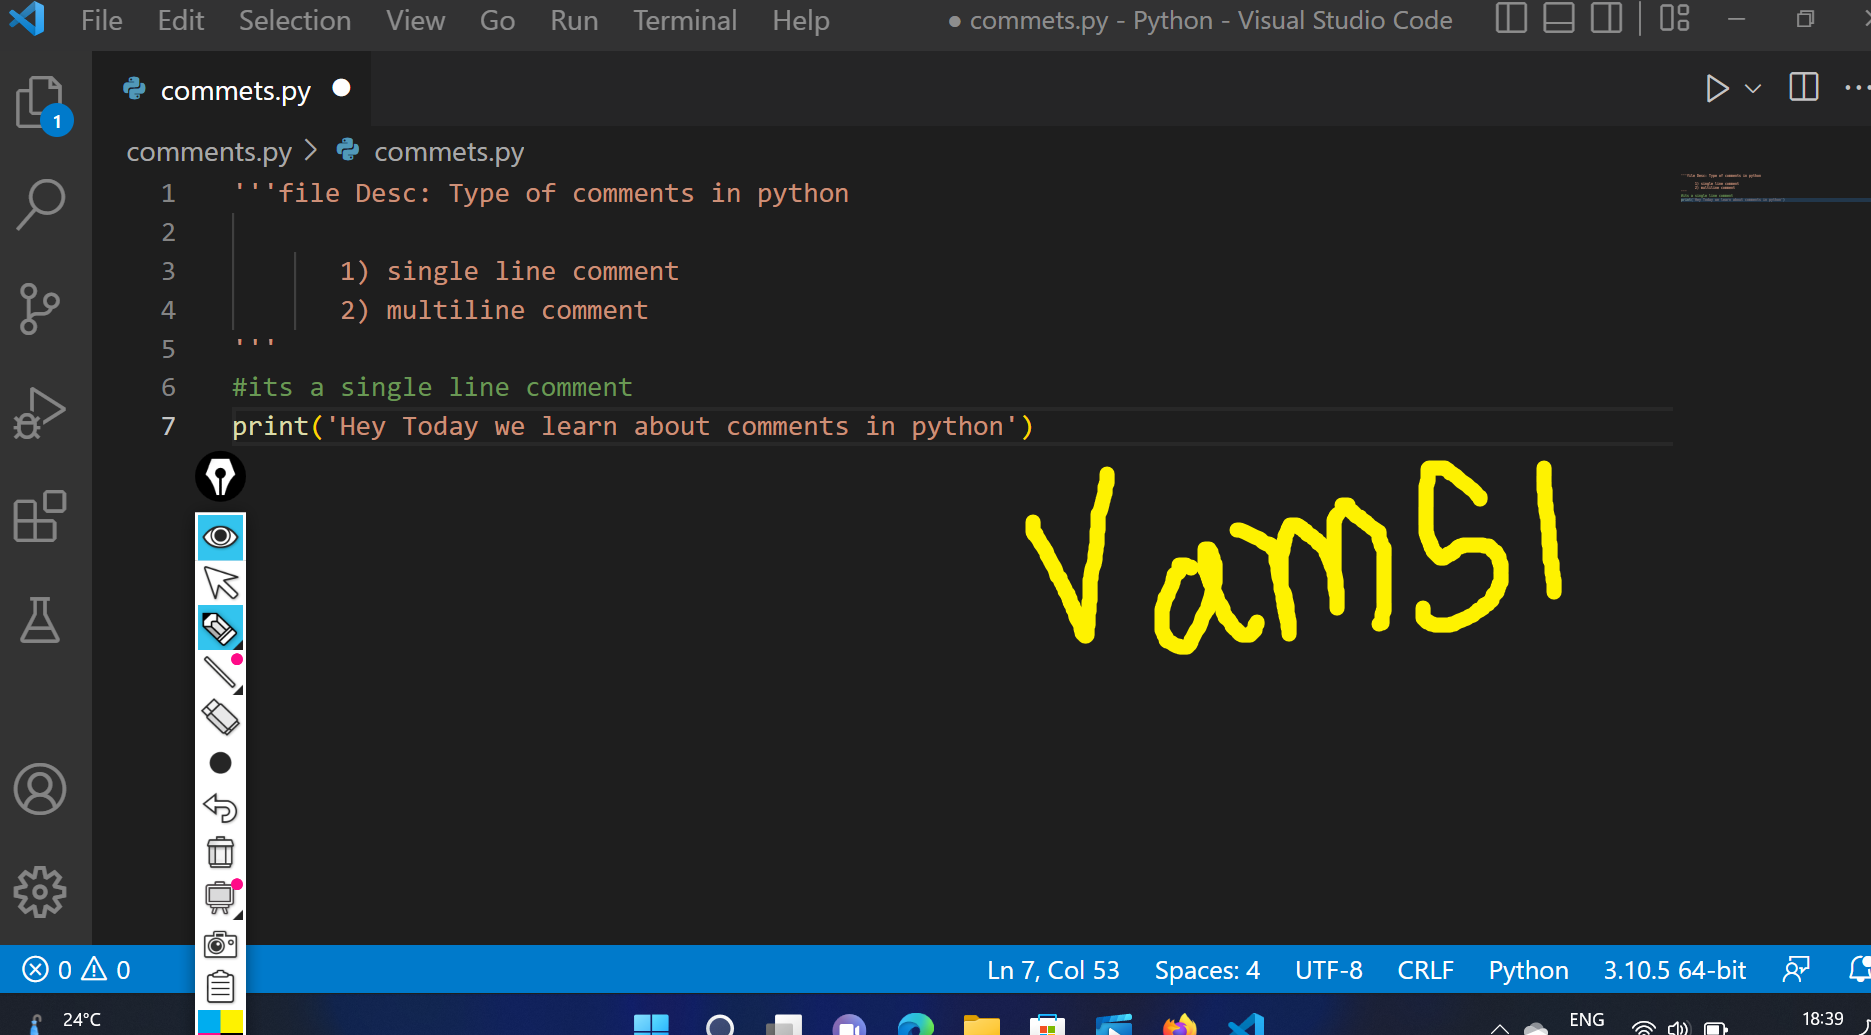 File Edit Selection View Go Run Terminal Help ● commets.py - Python - Visual Studio Code
commets.py
1
comments.py > commets.py
1 '''file Desc: Type of comments in python
2
3 1) single line comment
4 2) multiline comment
5 '''
6 #its a single line comment
7 print('Hey Today we learn about comments in python')
VamSI
0 0 Ln 7, Col 53 Spaces: 4 UTF-8 CRLF Python 3.10.5 64-bit
24°C ENG 18:39